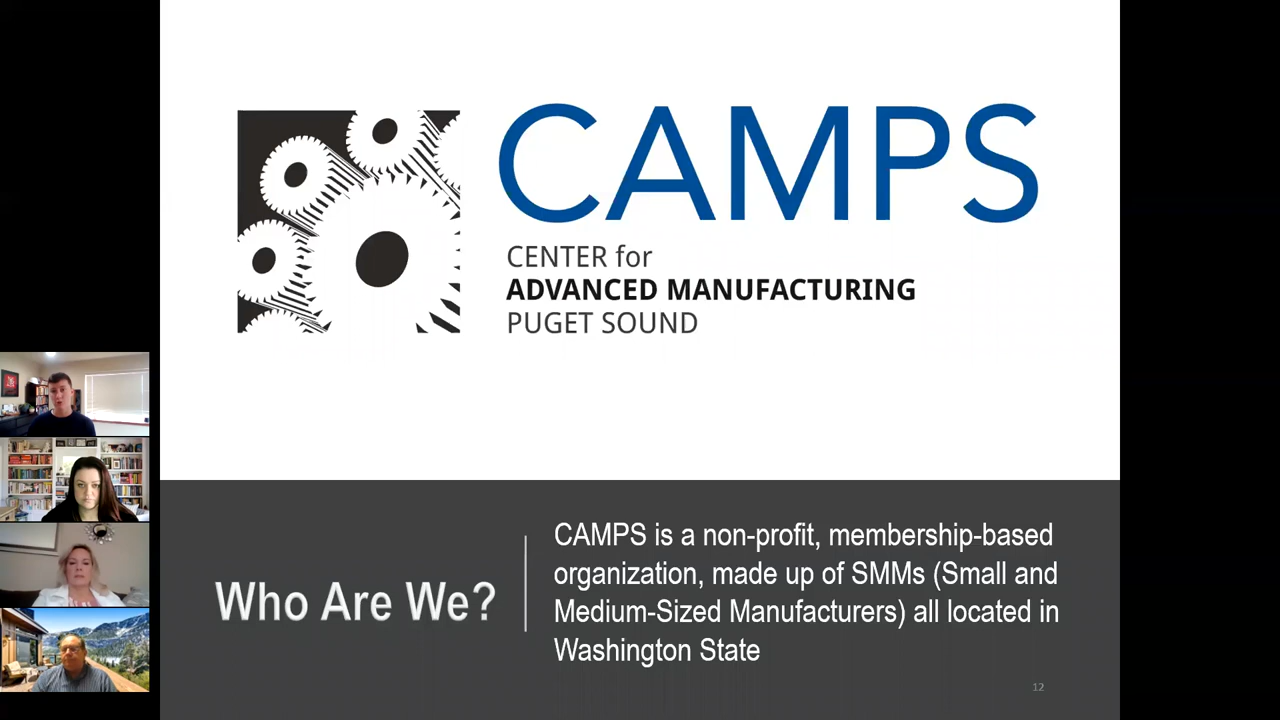 CAMPS
CENTER for
ADVANCED MANUFACTURING
PUGET SOUND
Who Are We?
CAMPS is a non-profit, membership-based
organization, made up of SMMs (Small and
Medium-Sized Manufacturers) all located in
Washington State
12